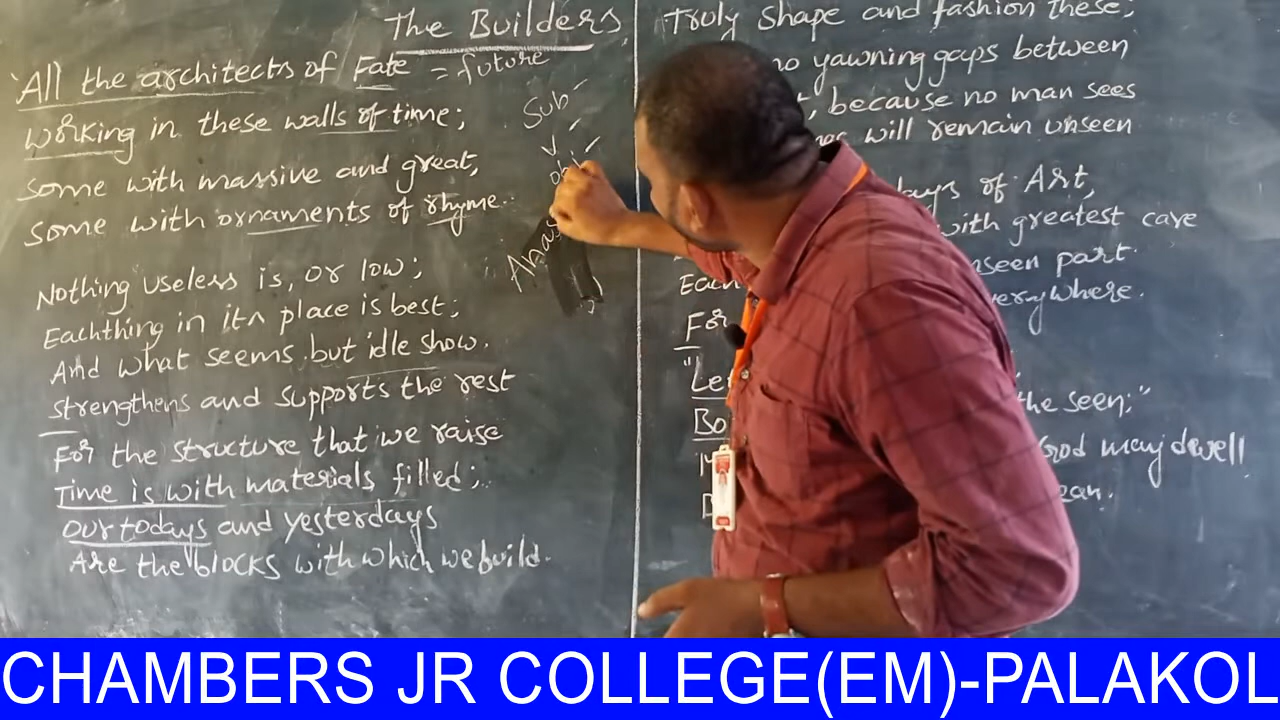 The Builders
'All the architects of Fate = future
working in these walls of time;
Some with massive and great,
Some with ornaments of rhyme.
Nothing useless is, or low;
Eachthing in its place is best;
And what seems but idle show.
strengthens and supports the rest
For the structure that we raise
Time is with materials filled;
Our todays and yesterdays
Are the blocks with which we build.
Sub-
Truly shape and fashion these;
no yawning gaps between
, because no man sees
will remain unseen
days of Art,
with greatest care
Each unseen part
everywhere.
For
the seen;"
God may dwell
CHAMBERS JR COLLEGE(EM)-PALAKOL